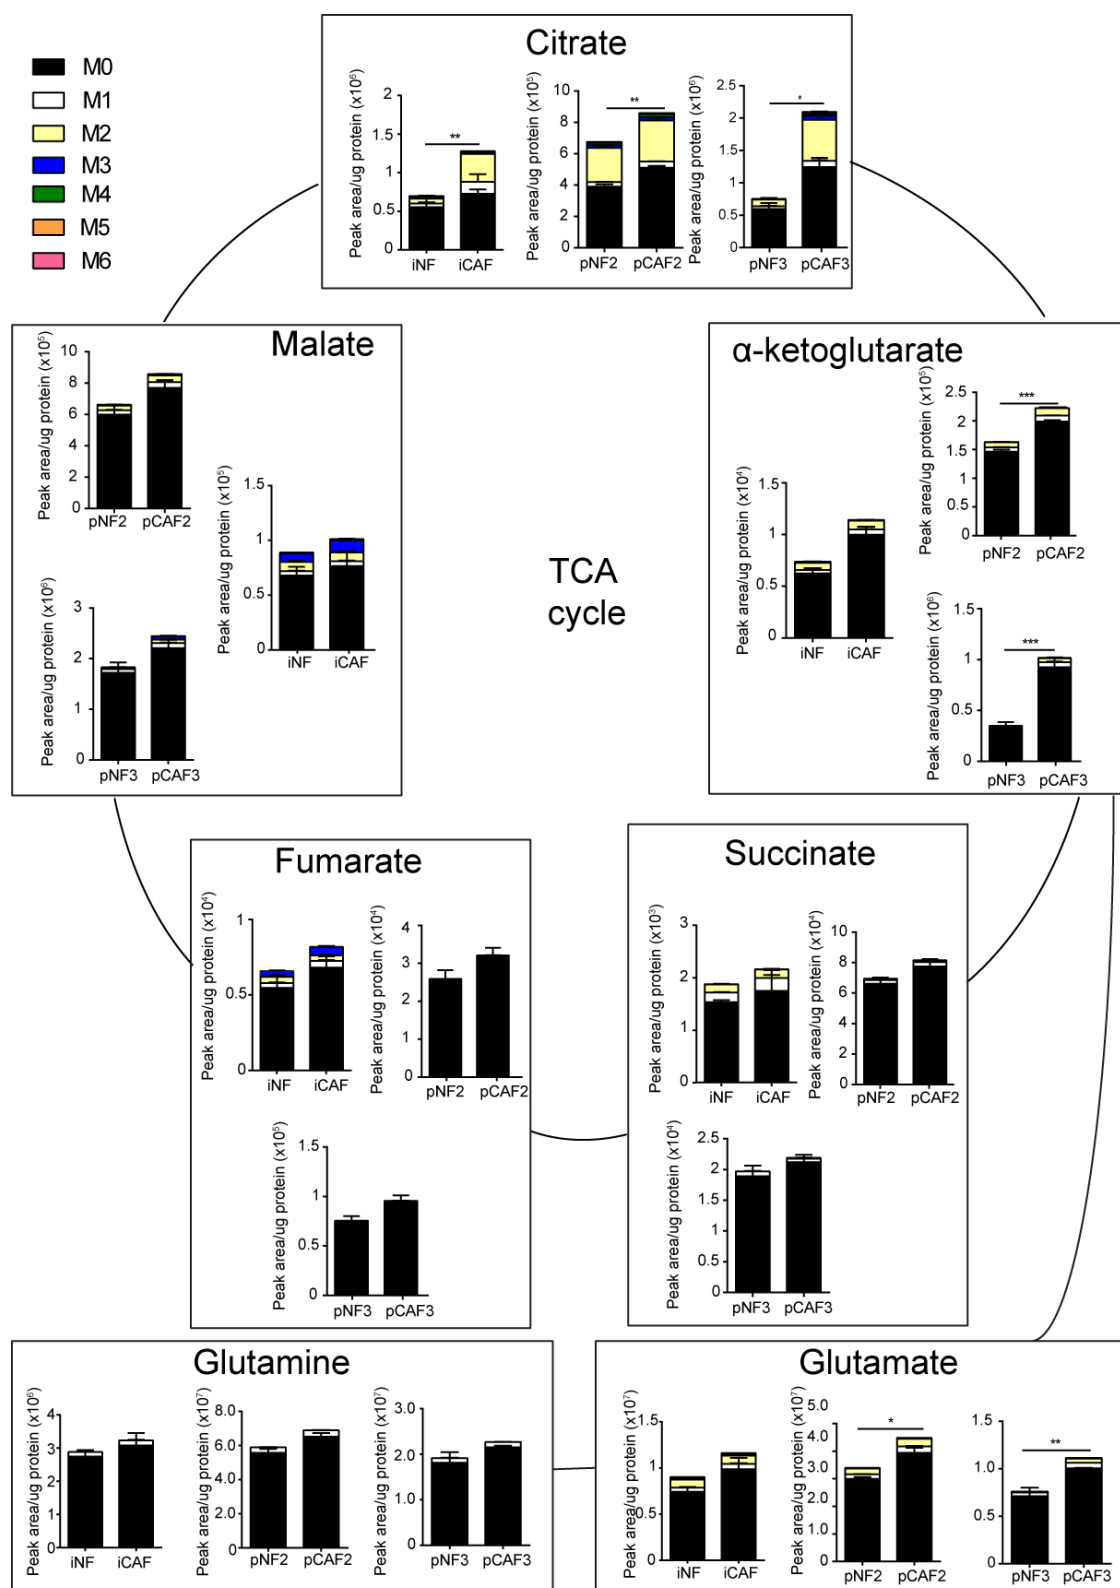 Citrate
M0
M1
M2
M3
M4
M5
M6
Peak area/ug protein (x10⁶)
2
1.5
1
0.5
0
iNF iCAF
**
Peak area/ug protein (x10⁵)
10
8
6
4
2
0
pNF2 pCAF2
**
Peak area/ug protein (x10⁶)
2.5
2
1.5
1
0.5
0
pNF3 pCAF3
*
Malate
Peak area/ug protein (x10⁵)
10
8
6
4
2
0
pNF2 pCAF2
Peak area/ug protein (x10⁵)
1.5
1
0.5
0
iNF iCAF
Peak area/ug protein (x10⁶)
3
2
1
0
pNF3 pCAF3
TCA
cycle
α-ketoglutarate
Peak area/ug protein (x10⁵)
2.5
2
1.5
1
0.5
0
pNF2 pCAF2
***
Peak area/ug protein (x10⁴)
1.5
1
0.5
0
iNF iCAF
Peak area/ug protein (x10⁶)
1.5
1
0.5
0
pNF3 pCAF3
***
Fumarate
Peak area/ug protein (x10⁴)
1
0.5
0
iNF iCAF
Peak area/ug protein (x10⁴)
4
3
2
1
0
pNF2 pCAF2
Peak area/ug protein (x10⁵)
1.5
1
0.5
0
pNF3 pCAF3
Succinate
Peak area/ug protein (x10³)
3
2
1
0
iNF iCAF
Peak area/ug protein (x10⁴)
10
8
6
4
2
0
pNF2 pCAF2
Peak area/ug protein (x10⁴)
2.5
2
1.5
1
0.5
0
pNF3 pCAF3
Glutamine
Peak area/ug protein (x10⁶)
4
3
2
1
0
iNF iCAF
Peak area/ug protein (x10⁷)
8.0
6.0
4.0
2.0
0
pNF2 pCAF2
Peak area/ug protein (x10⁷)
3.0
2.0
1.0
0
pNF3 pCAF3
Glutamate
Peak area/ug protein (x10⁷)
1.5
1
0.5
0
iNF iCAF
Peak area/ug protein (x10⁷)
5.0
4.0
3.0
2.0
1.0
0
pNF2 pCAF2
*
Peak area/ug protein (x10⁷)
1.5
1.0
0.5
0
pNF3 pCAF3
**